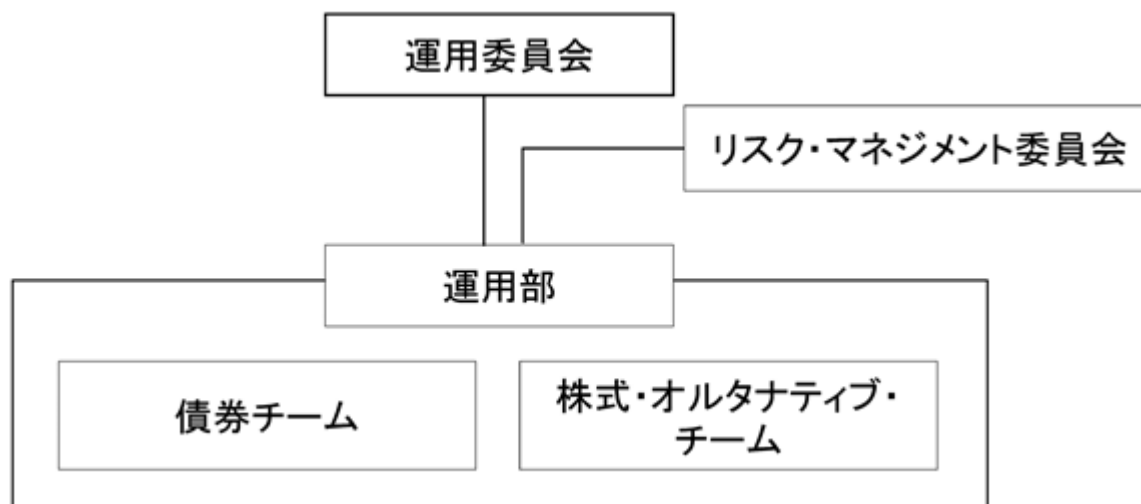 運用委員会
リスク・マネジメント委員会
運用部
債券チーム
株式・オルタナティブ・
チーム